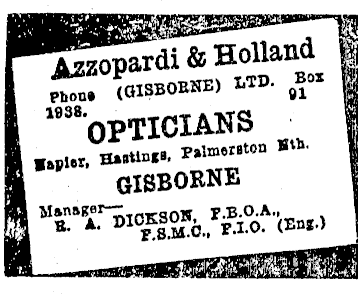 Azzopardi & Holland
Phone (GISBORNE) LTD. Box
1938. 91
OPTICIANS
Napier, Hastings, Palmerston Nth.
GISBORNE
Manager—
R. A. DICKSON, F.B.O.A.,
F.S.M.C., F.I.O. (Eng.)